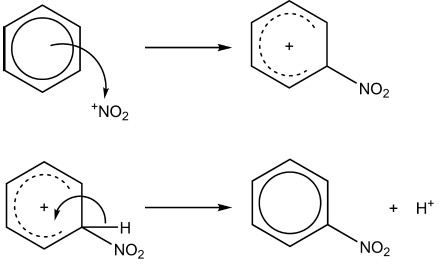 +
NO₂
⁺NO₂
+
H
NO₂
NO₂
+ H⁺